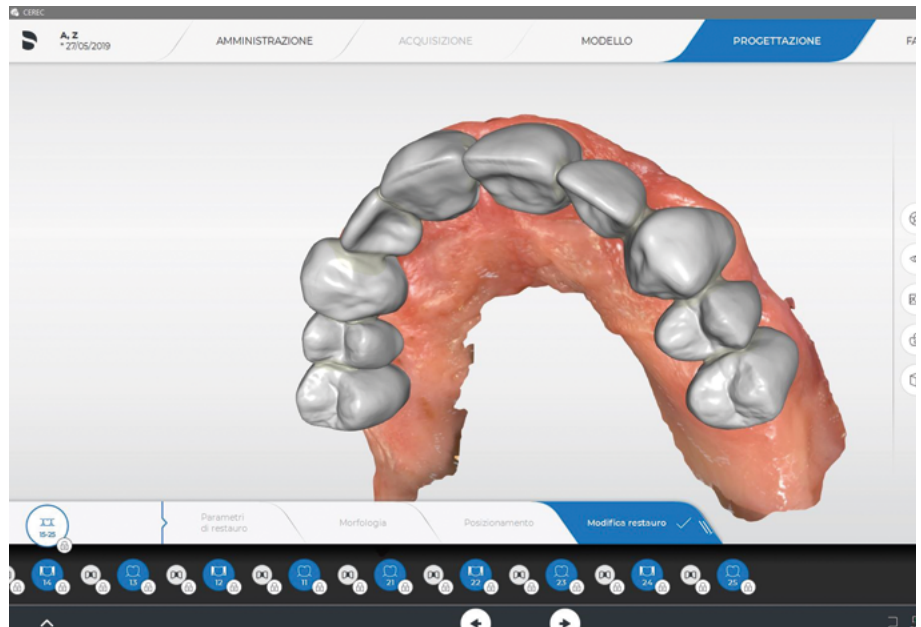 CEREC
A, Z
* 27/05/2019
AMMINISTRAZIONE
ACQUISIZIONE
MODELLO
PROGETTAZIONE
FA
15-25
Parametri
di restauro
Morfologia
Posizionamento
Modifica restauro
14
13
12
11
21
22
23
24
25